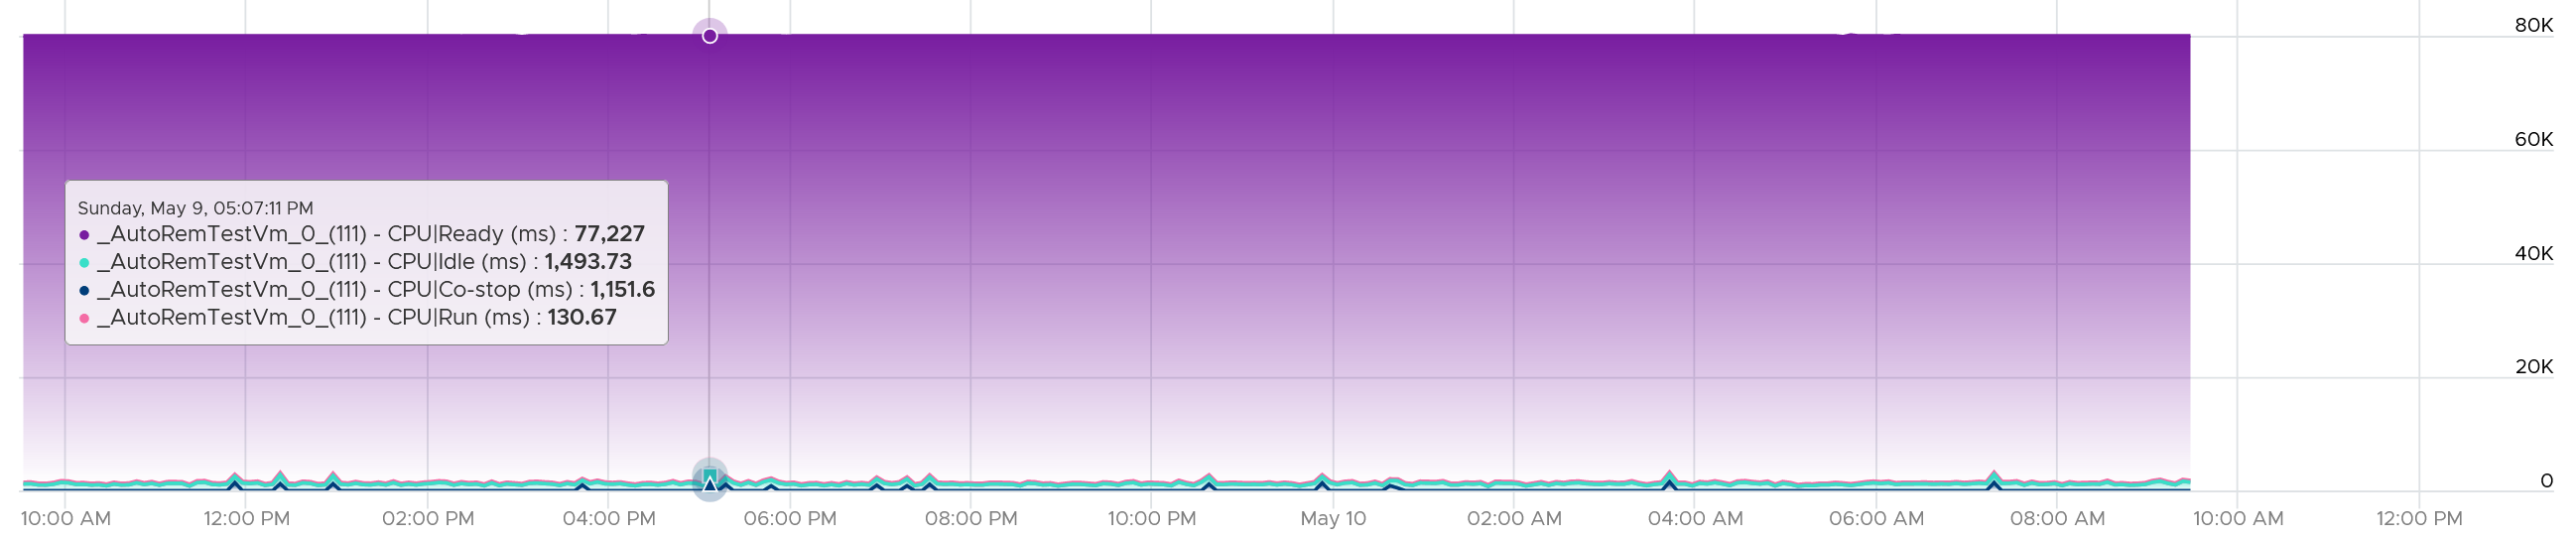 80K
60K
Sunday, May 9, 05:07:11 PM
_AutoRemTestVm_0_(111) - CPU|Ready (ms) : 77,227
_AutoRemTestVm_0_(111) - CPU|Idle (ms) : 1,493.73
_AutoRemTestVm_0_(111) - CPU|Co-stop (ms) : 1,151.6
_AutoRemTestVm_0_(111) - CPU|Run (ms) : 130.67
40K
20K
0
10:00 AM 12:00 PM 02:00 PM 04:00 PM 06:00 PM 08:00 PM 10:00 PM May 10 02:00 AM 04:00 AM 06:00 AM 08:00 AM 10:00 AM 12:00 PM